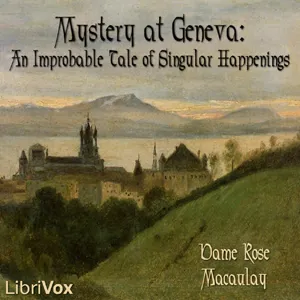 Mystery at Geneva:
An Improbable Tale of Singular Happenings
Dame Rose
Macaulay
LibriVox